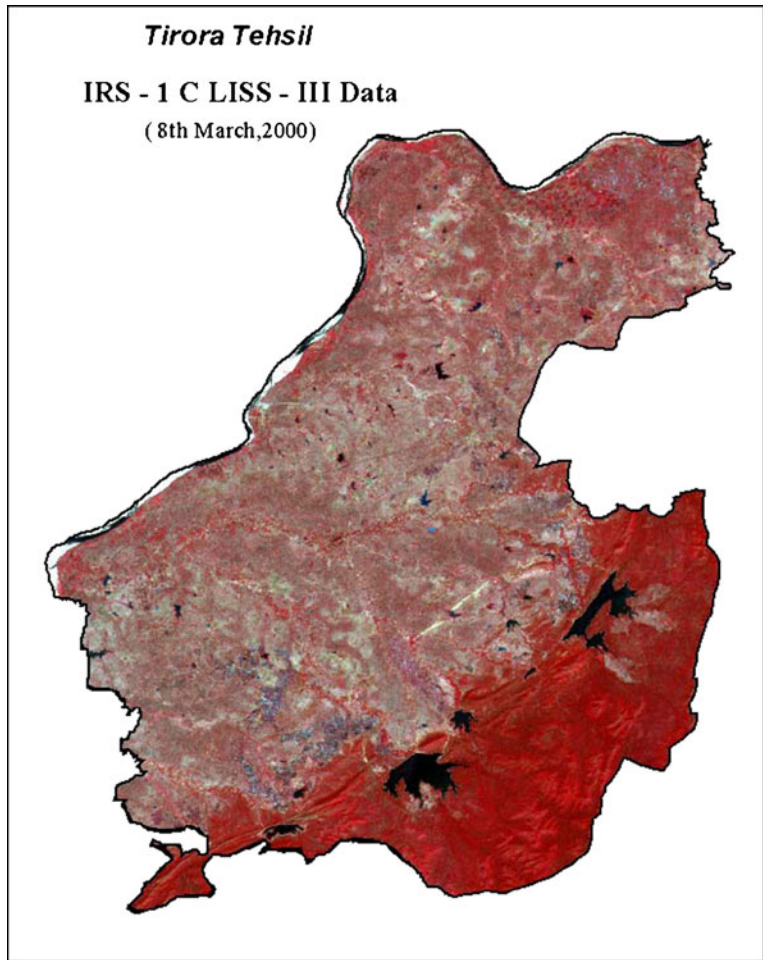 Tirora Tehsil
IRS - 1 C LISS - III Data
( 8th March,2000)